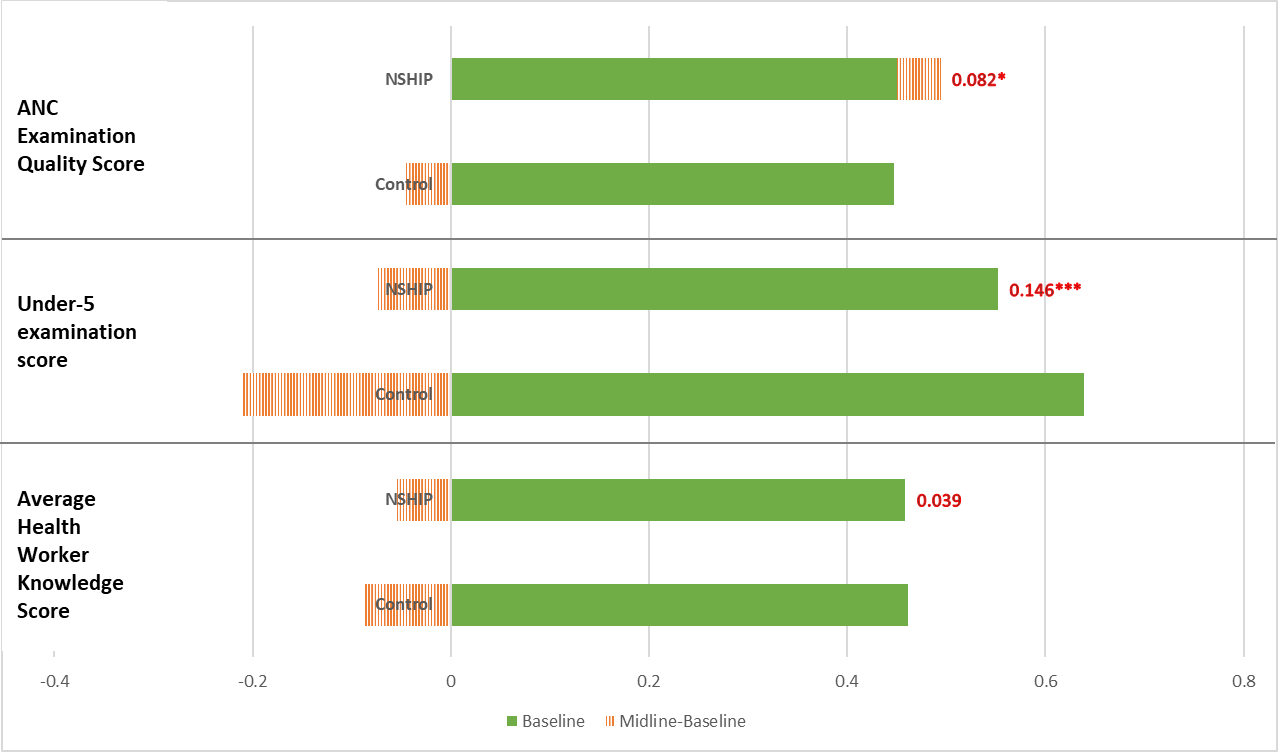 NSHIP
0.082*
ANC
Examination
Quality Score
Control
NSHIP
0.146***
Under-5
examination
score
Control
NSHIP
0.039
Average
Health
Worker
Knowledge
Score
Control
-0.4 -0.2 0 0.2 0.4 0.6 0.8
Baseline Midline-Baseline